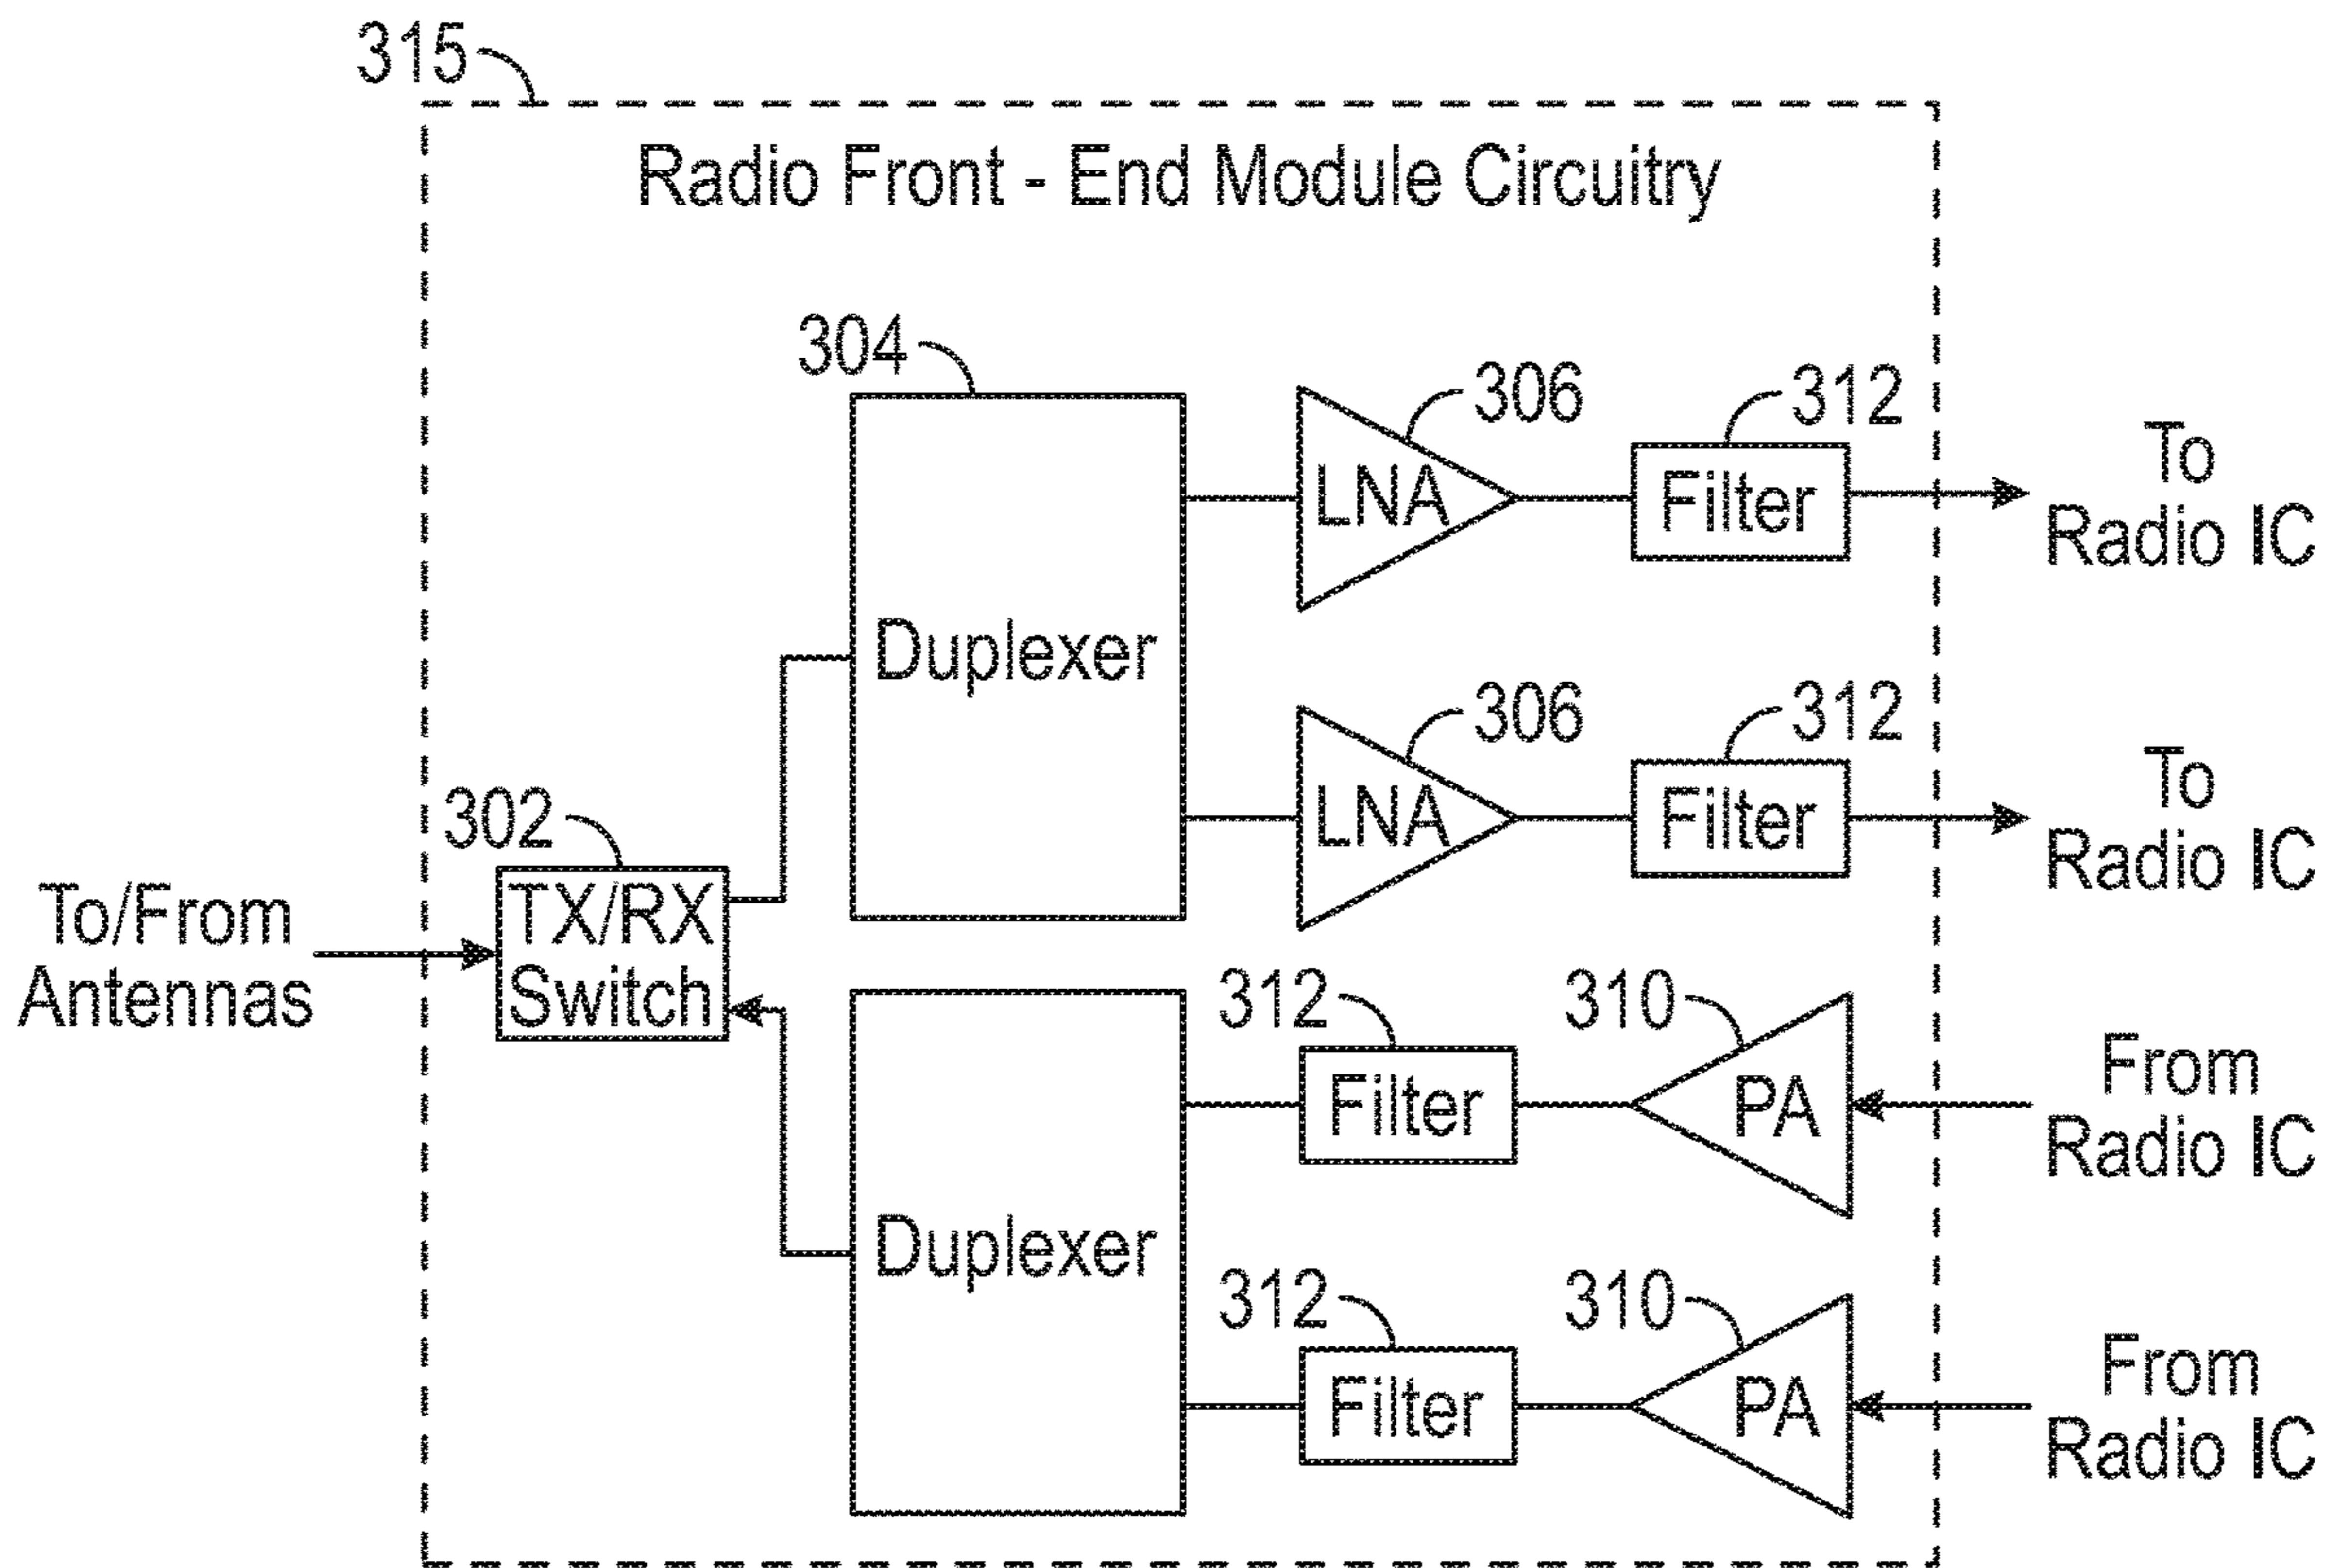 315
Radio Front - End Module Circuitry
304
306
312
LNA
Filter
To
Radio IC
Duplexer
306
312
LNA
Filter
To
Radio IC
302
To/From
Antennas
TX/RX
Switch
312
310
Filter
PA
From
Radio IC
Duplexer
312
310
Filter
PA
From
Radio IC